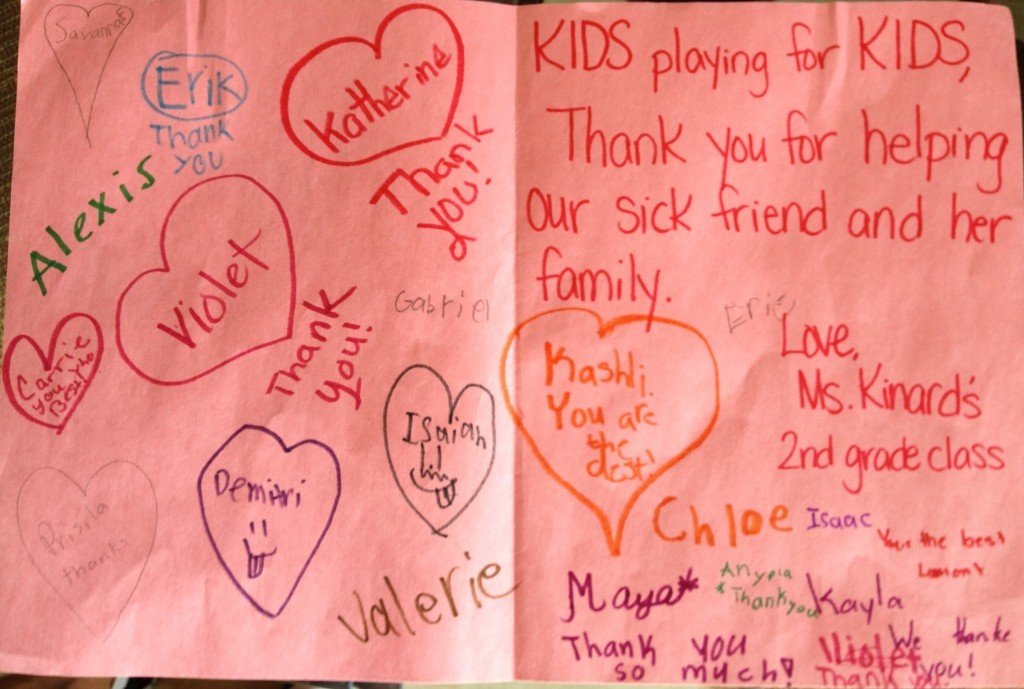 Savannah
Erik
Thank
you
Katherine
Thank
you!
Alexis
Violet
Thank
you!
Gabriel
Carrie
you
Best
Isaiah
Demiari
Prisila
thanks
Valerie
KIDS playing for KIDS,
Thank you for helping
our sick friend and her
family.
Eric
Love,
Ms. Kinard's
2nd grade class
Kashli.
You are
the
best!
Chloe
Isaac
the best
Maya*
Thank you
so much!
*Thankyou
Kayla
We thanke
you!
Violet
Thank